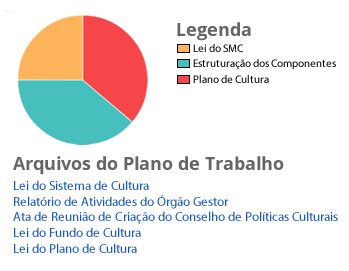 Legenda
Lei do SMC
Estruturação dos Componentes
Plano de Cultura
Arquivos do Plano de Trabalho
Lei do Sistema de Cultura
Relatório de Atividades do Órgão Gestor
Ata de Reunião de Criação do Conselho de Políticas Culturais
Lei do Fundo de Cultura
Lei do Plano de Cultura